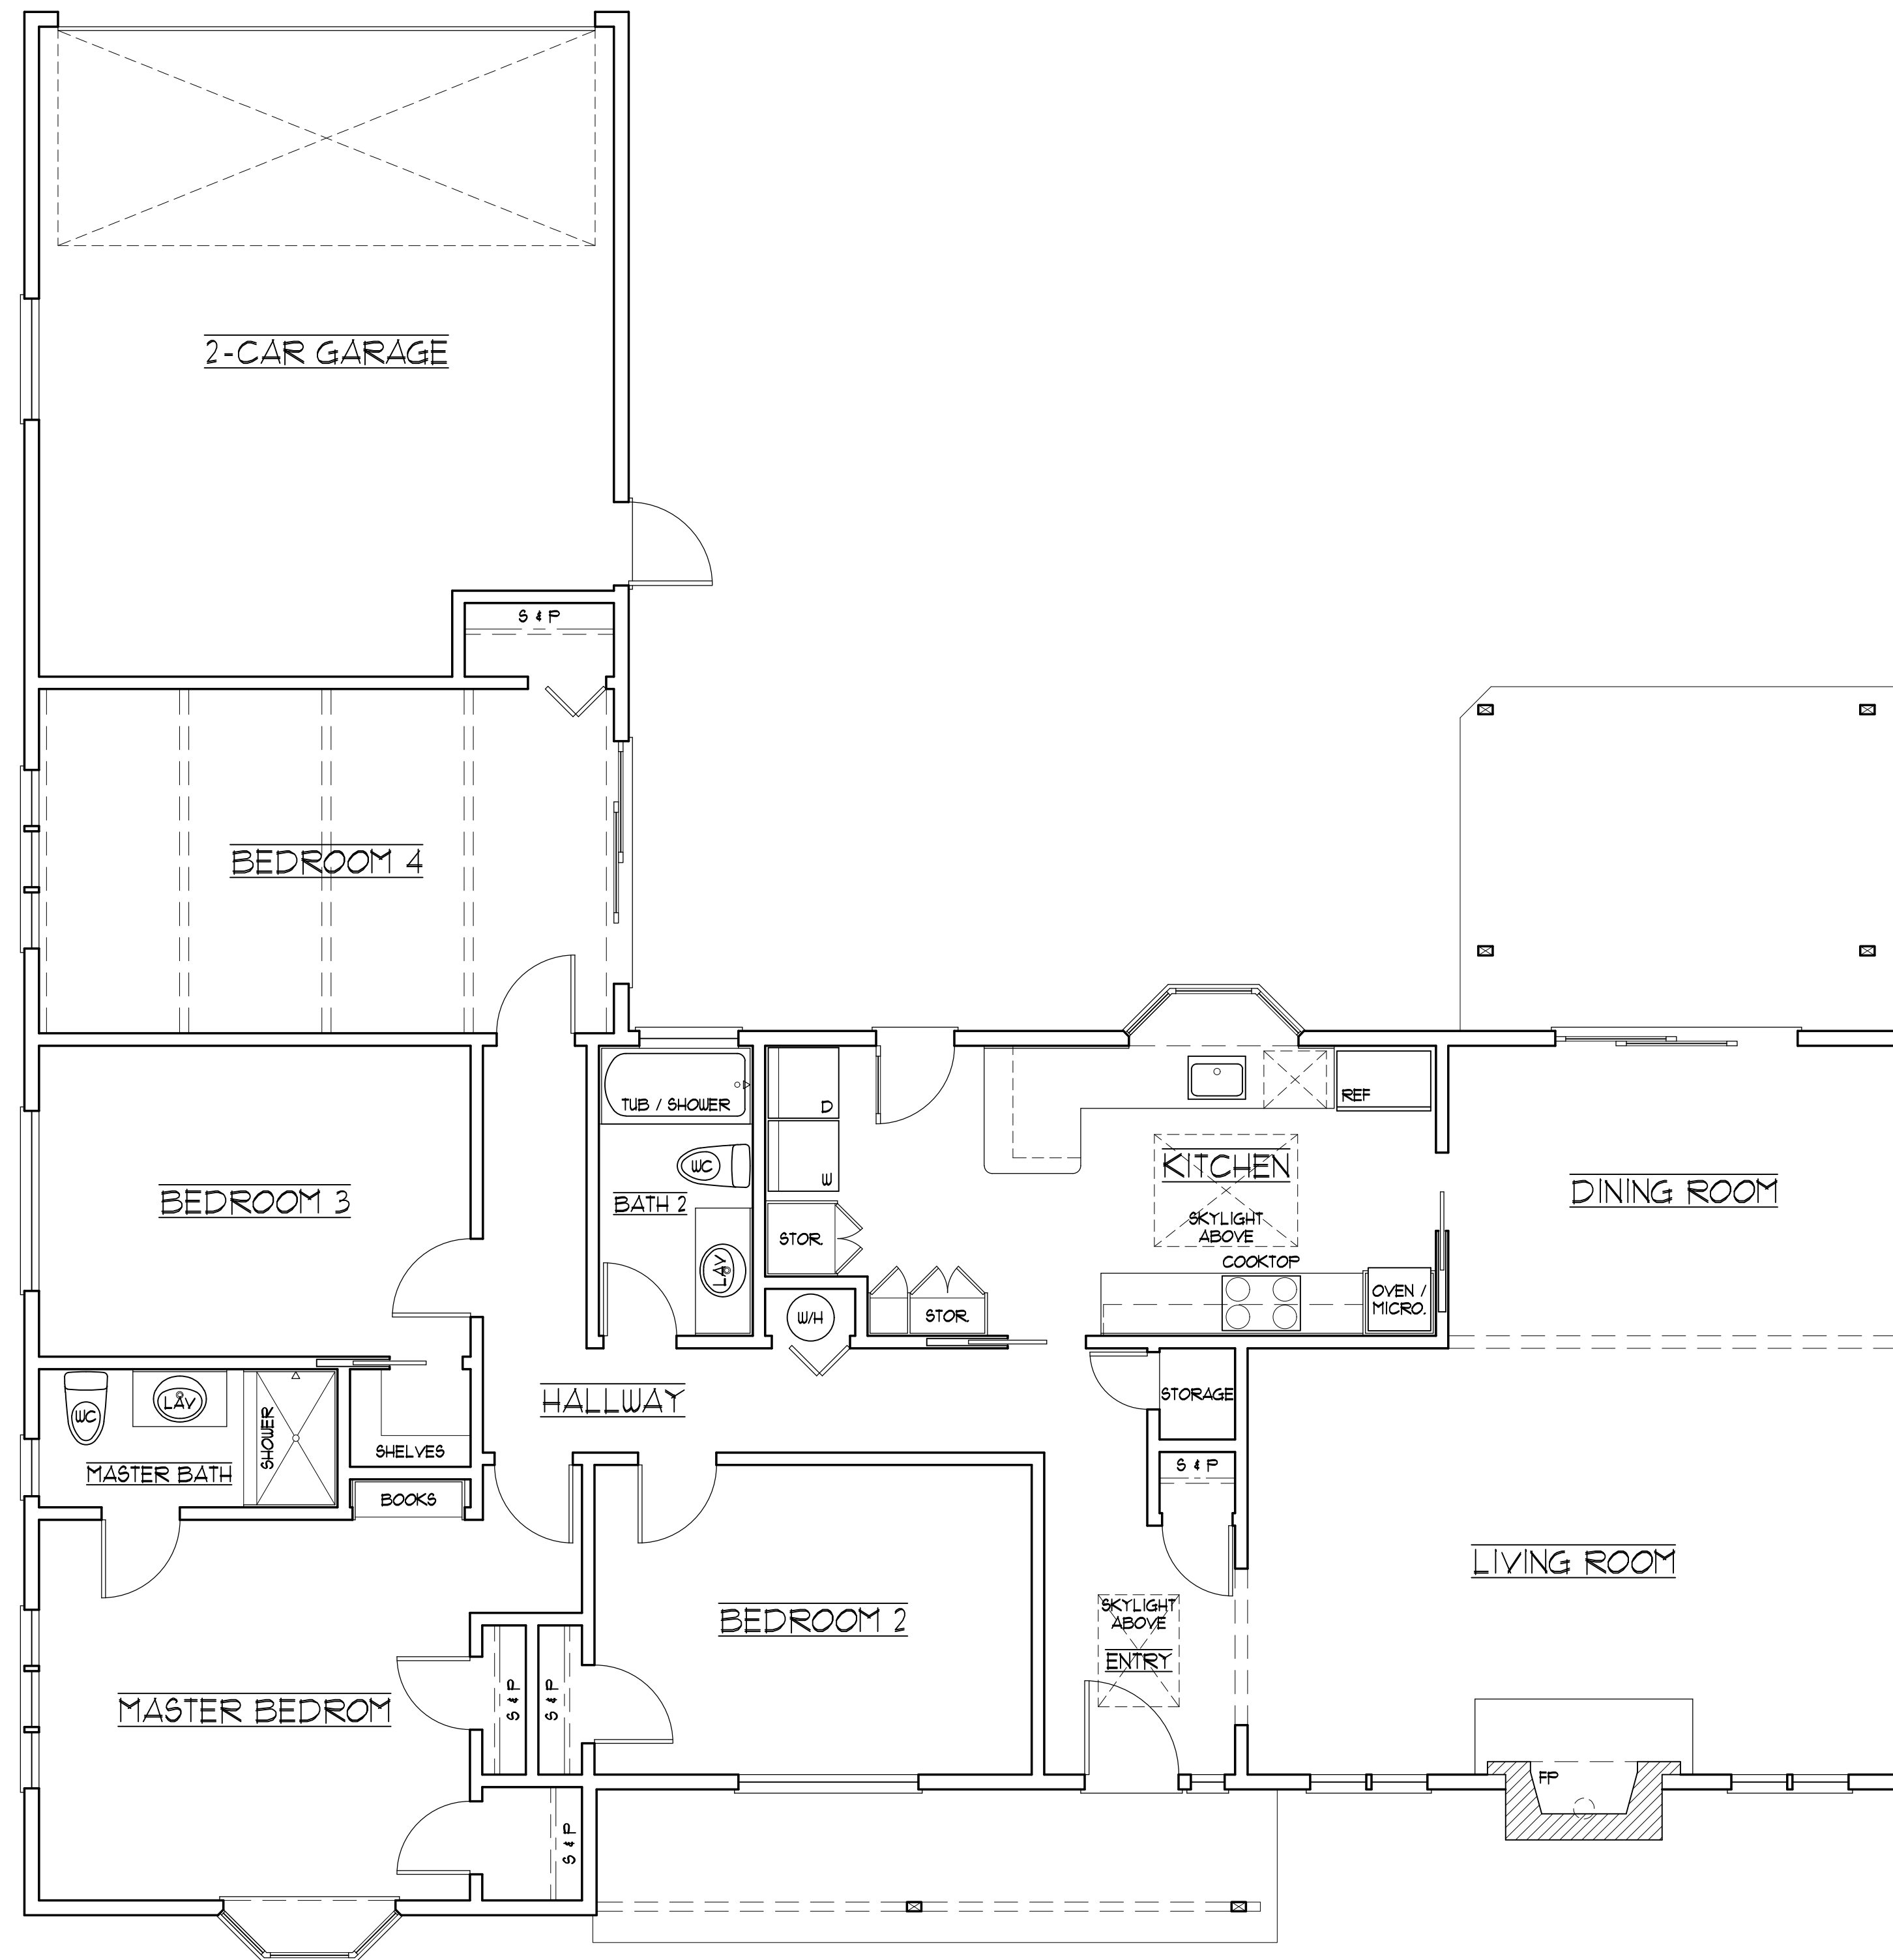 2-CAR GARAGE
S & P
BEDROOM 4
TUB / SHOWER
D
REF
WC
W
KITCHEN
DINING ROOM
BEDROOM 3
BATH 2
SKYLIGHT
ABOVE
STOR.
LAV
COOKTOP
OVEN /
MICRO.
W/H
STOR.
HALLWAY
STORAGE
LAV
WC
SHOWER
SHELVES
S & P
MASTER BATH
BOOKS
LIVING ROOM
SKYLIGHT
ABOVE
BEDROOM 2
ENTRY
S & P
S & P
MASTER BEDROM
FP
S & P